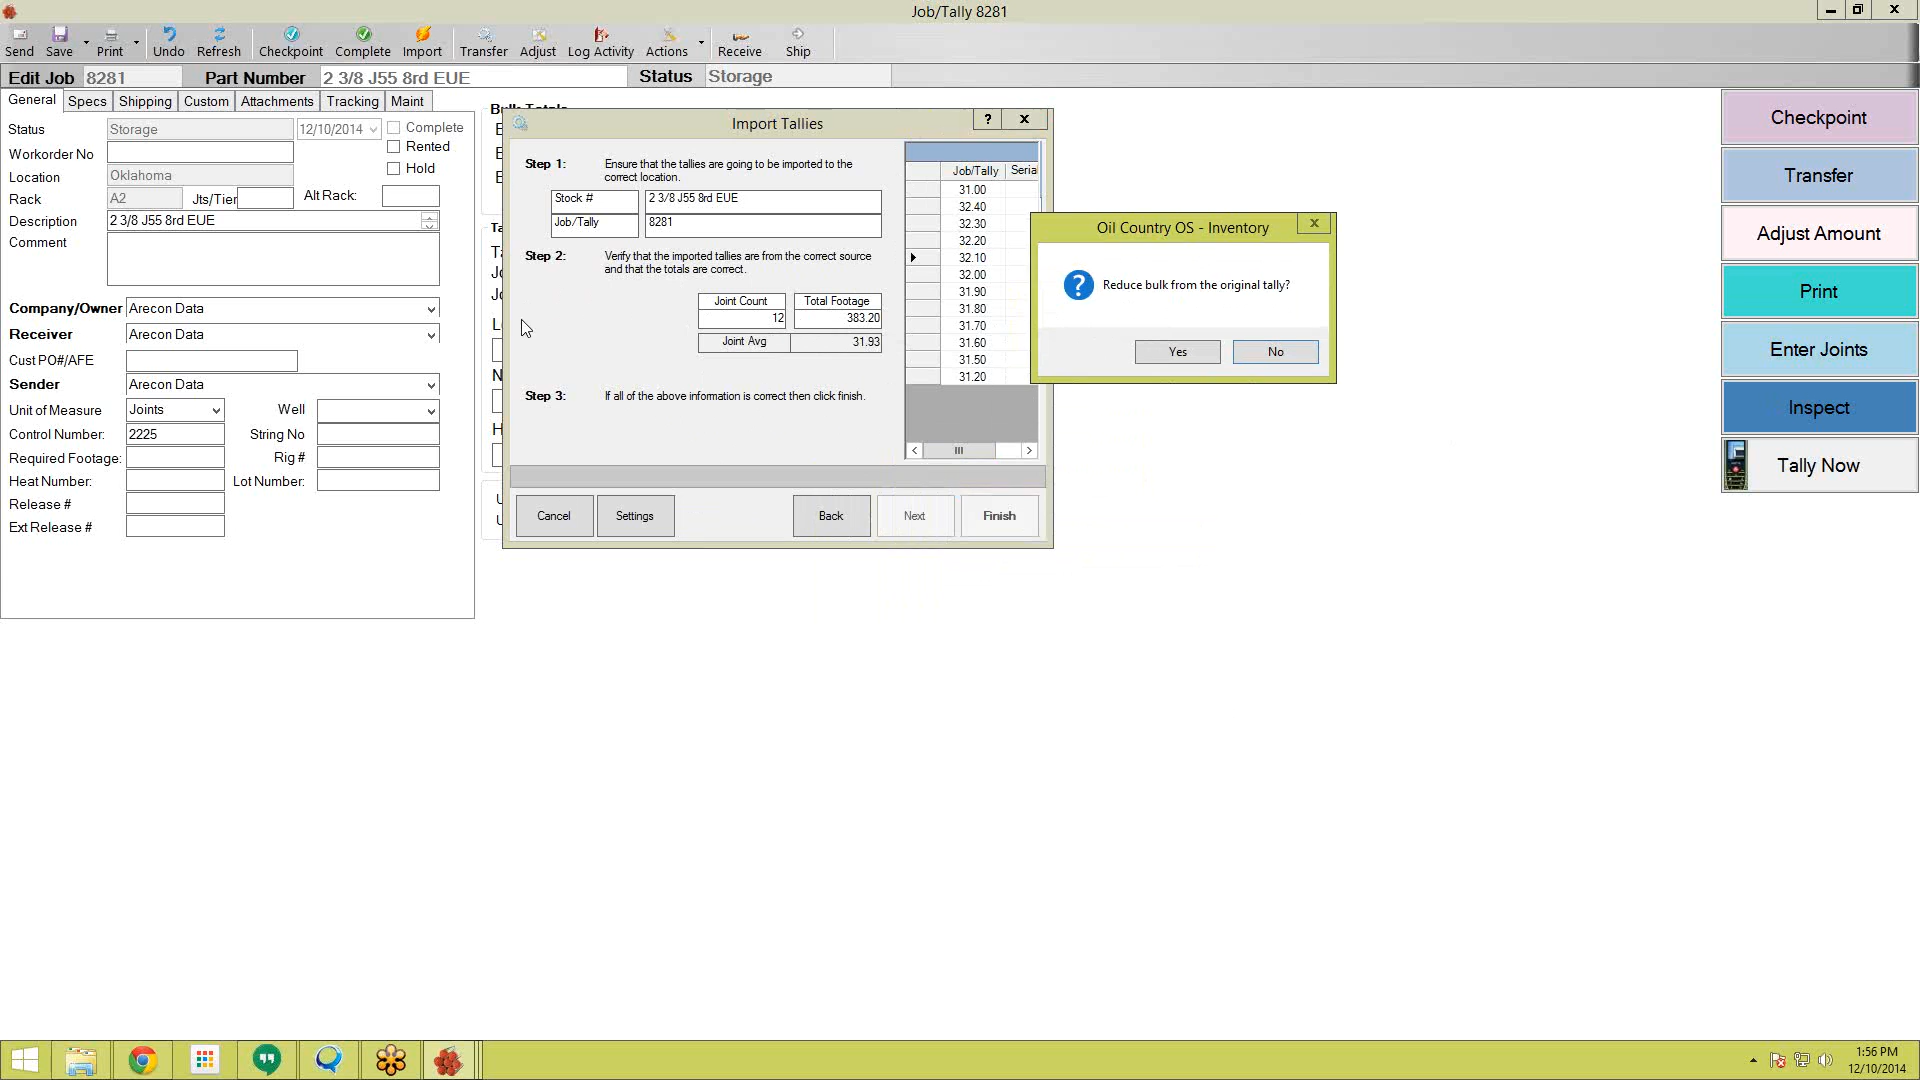 Job/Tally 8281
Send Save Print Undo Refresh Checkpoint Complete Import Transfer Adjust Log Activity Actions Receive Ship
Edit Job 8281 Part Number 2 3/8 J55 8rd EUE Status Storage
General Specs Shipping Custom Attachments Tracking Maint
Status Storage 12/10/2014 Complete
Workorder No Rented
Hold
Location Oklahoma
Rack A2 Jts/Tier Alt Rack:
Description 2 3/8 J55 8rd EUE
Comment
Company/Owner Arecon Data
Receiver Arecon Data
Cust PO#/AFE
Sender Arecon Data
Unit of Measure Joints Well
Control Number: 2225 String No
Required Footage: Rig #
Heat Number: Lot Number:
Release #
Ext Release #
Import Tallies
? X
Step 1: Ensure that the tallies are going to be imported to the
correct location.
Stock # 2 3/8 J55 8rd EUE
Job/Tally 8281
Step 2: Verify that the imported tallies are from the correct source
and that the totals are correct.
Joint Count Total Footage
12 383.20
Joint Avg 31.93
Step 3: If all of the above information is correct then click finish.
Job/Tally Serial
31.00
32.40
32.30
32.20
32.10
32.00
31.90
31.80
31.70
31.60
31.50
31.20
Cancel Settings Back Next Finish
Oil Country OS - Inventory
X
Reduce bulk from the original tally?
Yes No
Checkpoint
Transfer
Adjust Amount
Print
Enter Joints
Inspect
Tally Now
1:56 PM
12/10/2014